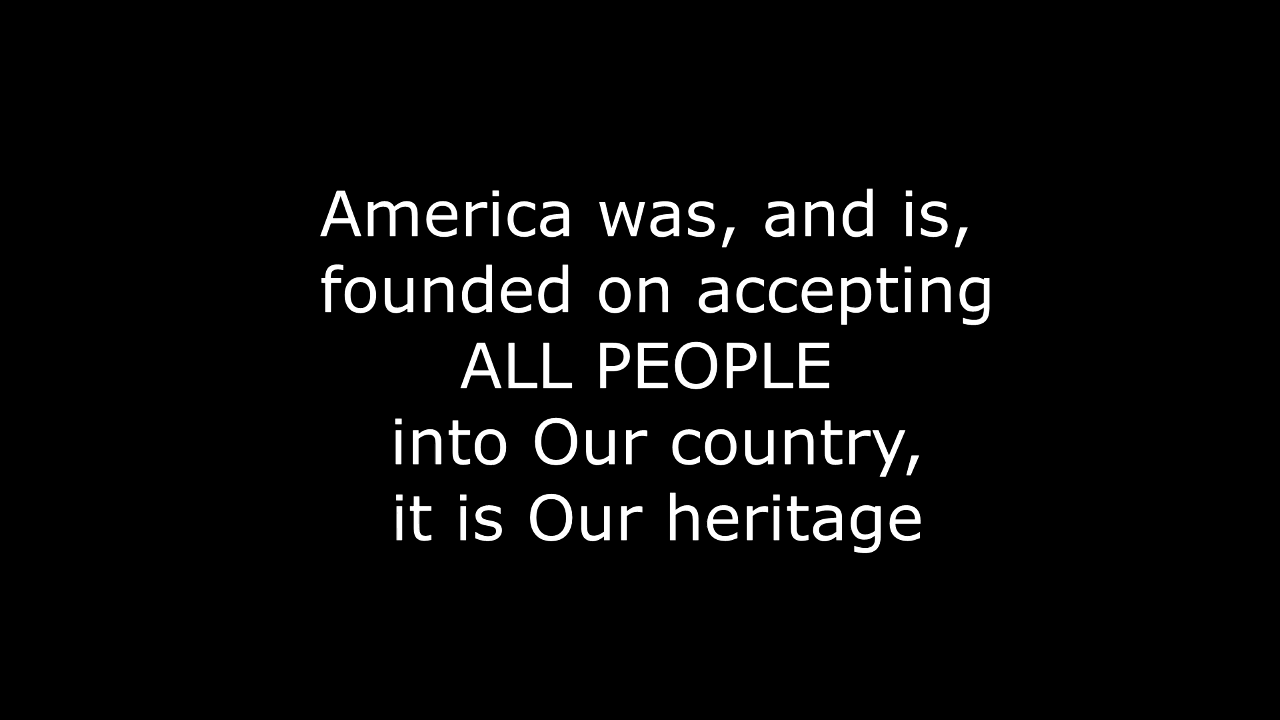 America was, and is,
founded on accepting
ALL PEOPLE
into Our country,
it is Our heritage